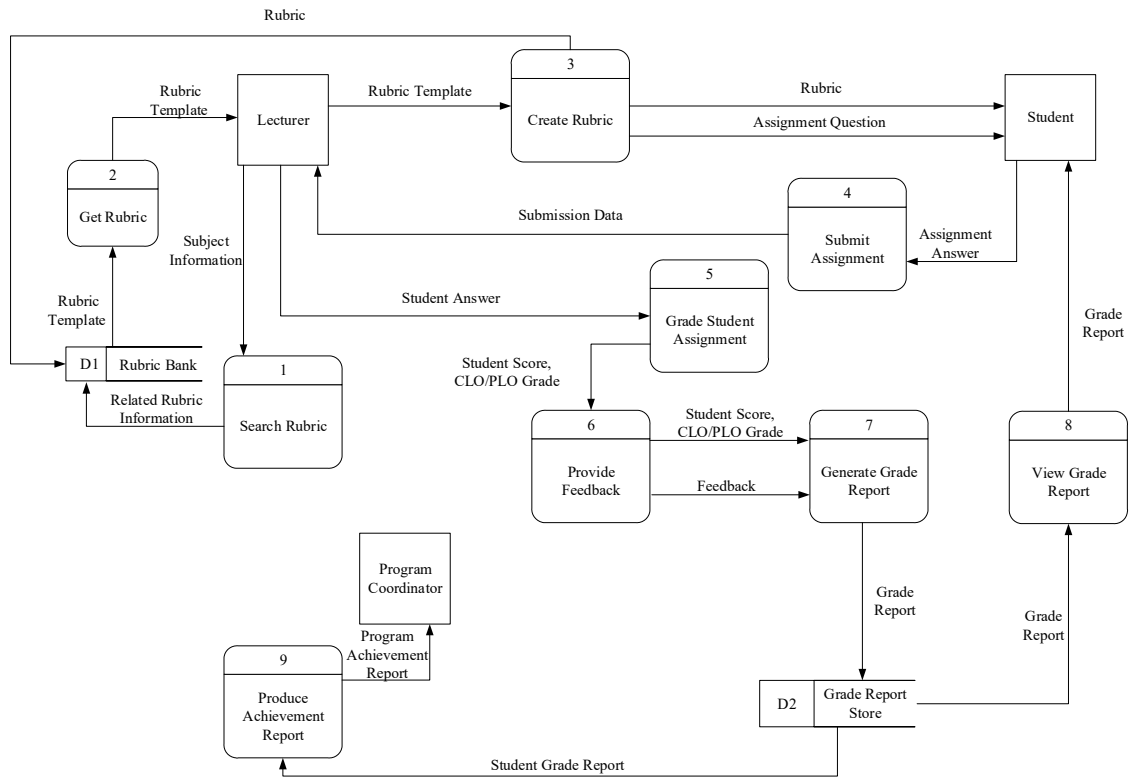 Rubric
3
Create Rubric
Rubric
Template
Lecturer
Rubric Template
Rubric
Assignment Question
Student
2
Get Rubric
4
Submit
Assignment
Submission Data
Assignment
Answer
Subject
Information
5
Grade Student
Assignment
Student Answer
Rubric
Template
Grade
Report
D1
Rubric Bank
1
Search Rubric
Related Rubric
Information
Student Score,
CLO/PLO Grade
6
Provide
Feedback
Student Score,
CLO/PLO Grade
Feedback
7
Generate Grade
Report
8
View Grade
Report
Program
Coordinator
Grade
Report
Grade
Report
Program
Achievement
Report
9
Produce
Achievement
Report
D2
Grade Report
Store
Student Grade Report